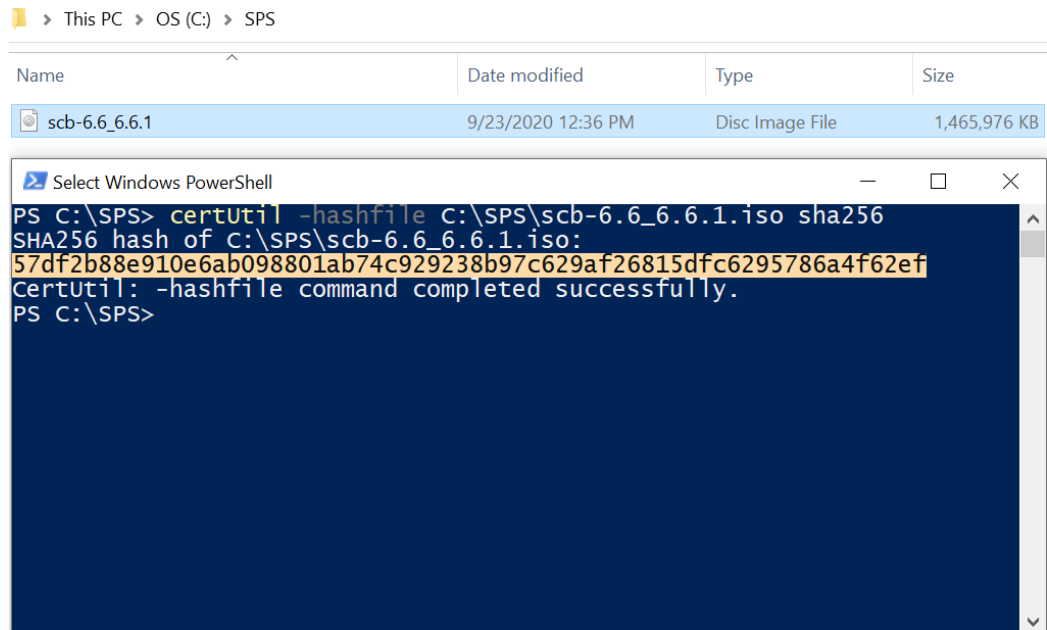 This PC > OS (C:) > SPS
Name Date modified Type Size
scb-6.6_6.6.1 9/23/2020 12:36 PM Disc Image File 1,465,976 KB
Select Windows PowerShell
PS C:\SPS> certUtil -hashfile C:\SPS\scb-6.6_6.6.1.iso sha256
SHA256 hash of C:\SPS\scb-6.6_6.6.1.iso:
57df2b88e910e6ab098801ab74c929238b97c629af26815dfc6295786a4f62ef
CertUtil: -hashfile command completed successfully.
PS C:\SPS>